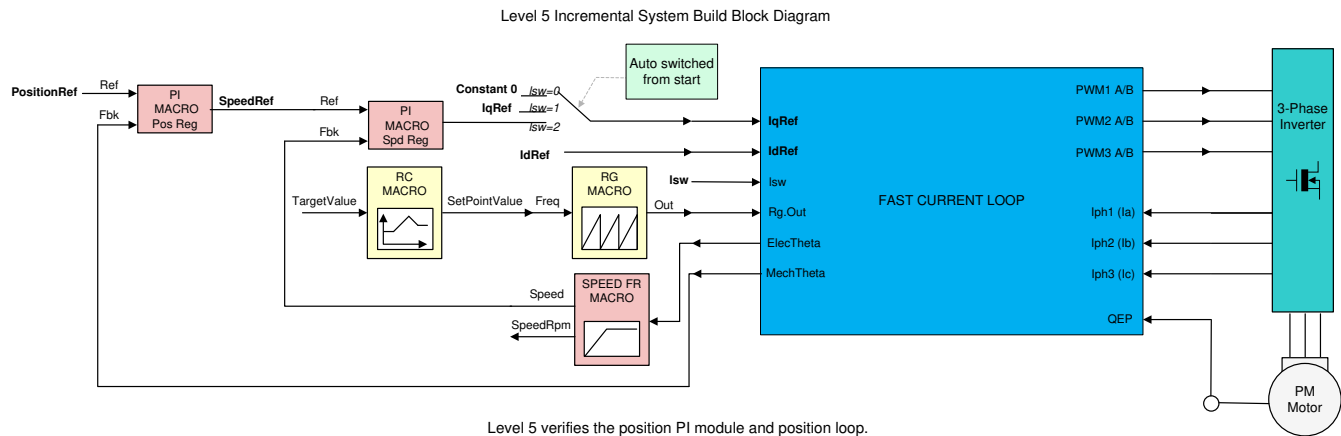 Level 5 Incremental System Build Block Diagram
Auto switched
from start
PositionRef
Ref
Fbk
PI
MACRO
Pos Reg
SpeedRef
Ref
Fbk
PI
MACRO
Spd Reg
Constant 0
Isw=0
IqRef
Isw=1
Isw=2
IdRef
Isw
TargetValue
RC
MACRO
SetPointValue
Freq
RG
MACRO
Out
Speed
SpeedRpm
SPEED FR
MACRO
IqRef
IdRef
Isw
Rg.Out
ElecTheta
MechTheta
FAST CURRENT LOOP
PWM1 A/B
PWM2 A/B
PWM3 A/B
Iph1 (Ia)
Iph2 (Ib)
Iph3 (Ic)
QEP
3-Phase
Inverter
PM
Motor
Level 5 verifies the position PI module and position loop.